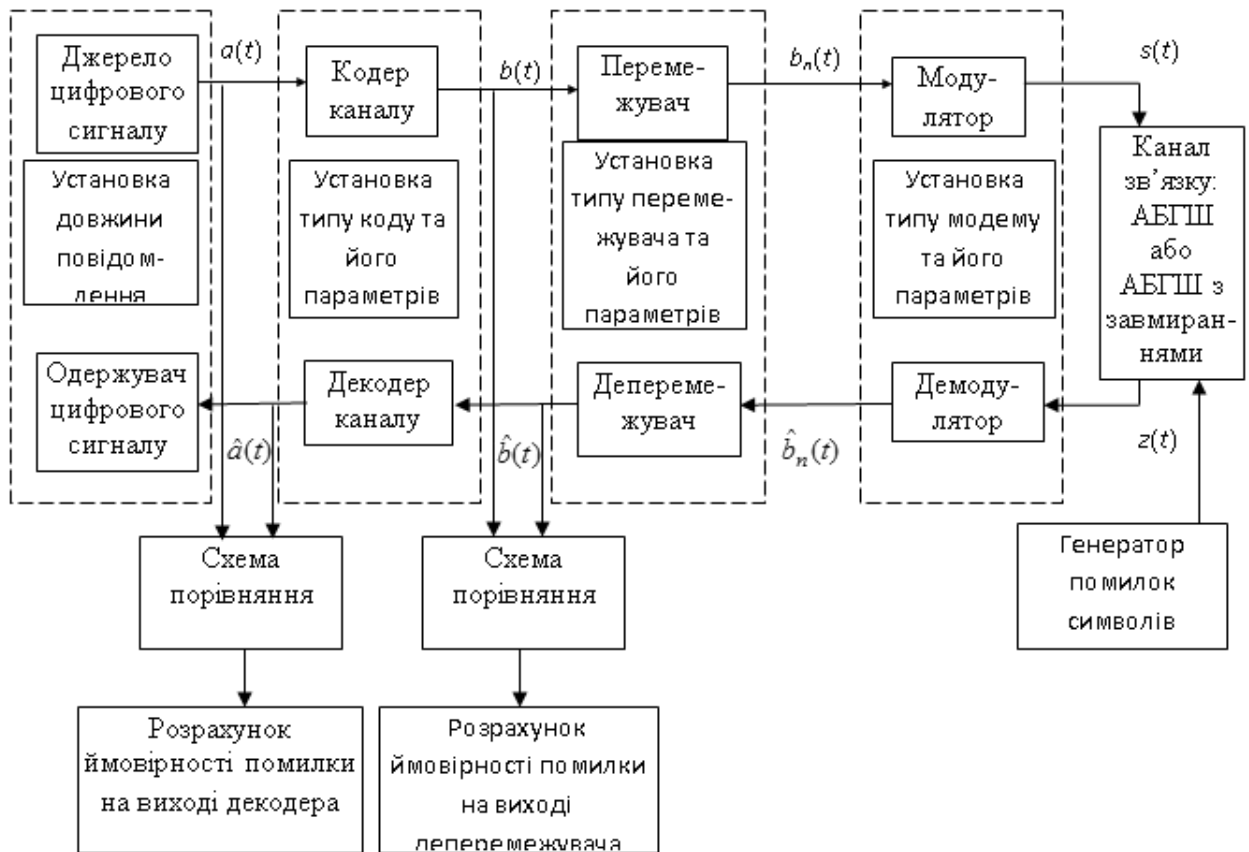 Джерело
цифрового
сигналу
a(t)
Кодер
каналу
b(t)
Переме-
жувач
bₙ(t)
Моду-
лятор
s(t)
Канал
зв’язку:
АБГШ
або
АБГШ з
завмиран-
нями
Установка
довжини
повідом-
лення
Установка
типу коду та
його
параметрів
Установка
типу переме-
жувача та
його
параметрів
Установка
типу модему
та його
параметрів
Одержувач
цифрового
сигналу
â(t)
Декодер
каналу
b̂(t)
Депереме-
жувач
b̂ₙ(t)
Демоду-
лятор
z(t)
Схема
порівняння
Схема
порівняння
Генератор
помилок
символів
Розрахунок
ймовірності помилки
на виході декодера
Розрахунок
ймовірності помилки
на виході
деперемежувача